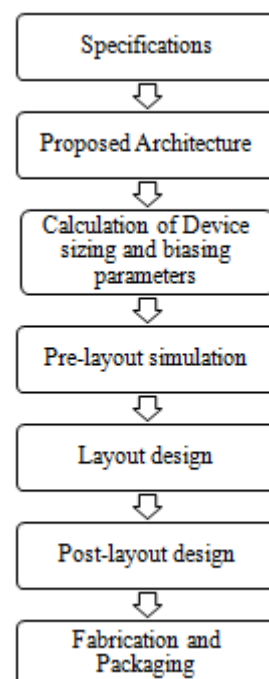 Specifications
Proposed Architecture
Calculation of Device
sizing and biasing
parameters
Pre-layout simulation
Layout design
Post-layout design
Fabrication and
Packaging